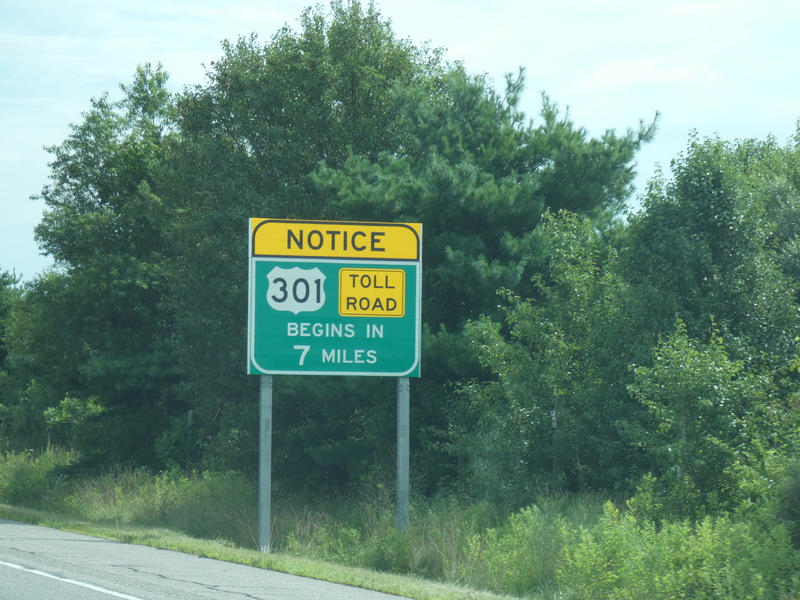 NOTICE
301 TOLL ROAD
BEGINS IN
7 MILES